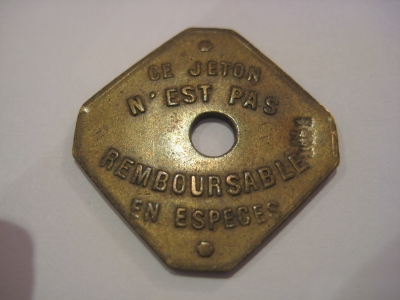 CE JETON
N'EST PAS
REMBOURSABLE
EN ESPECES